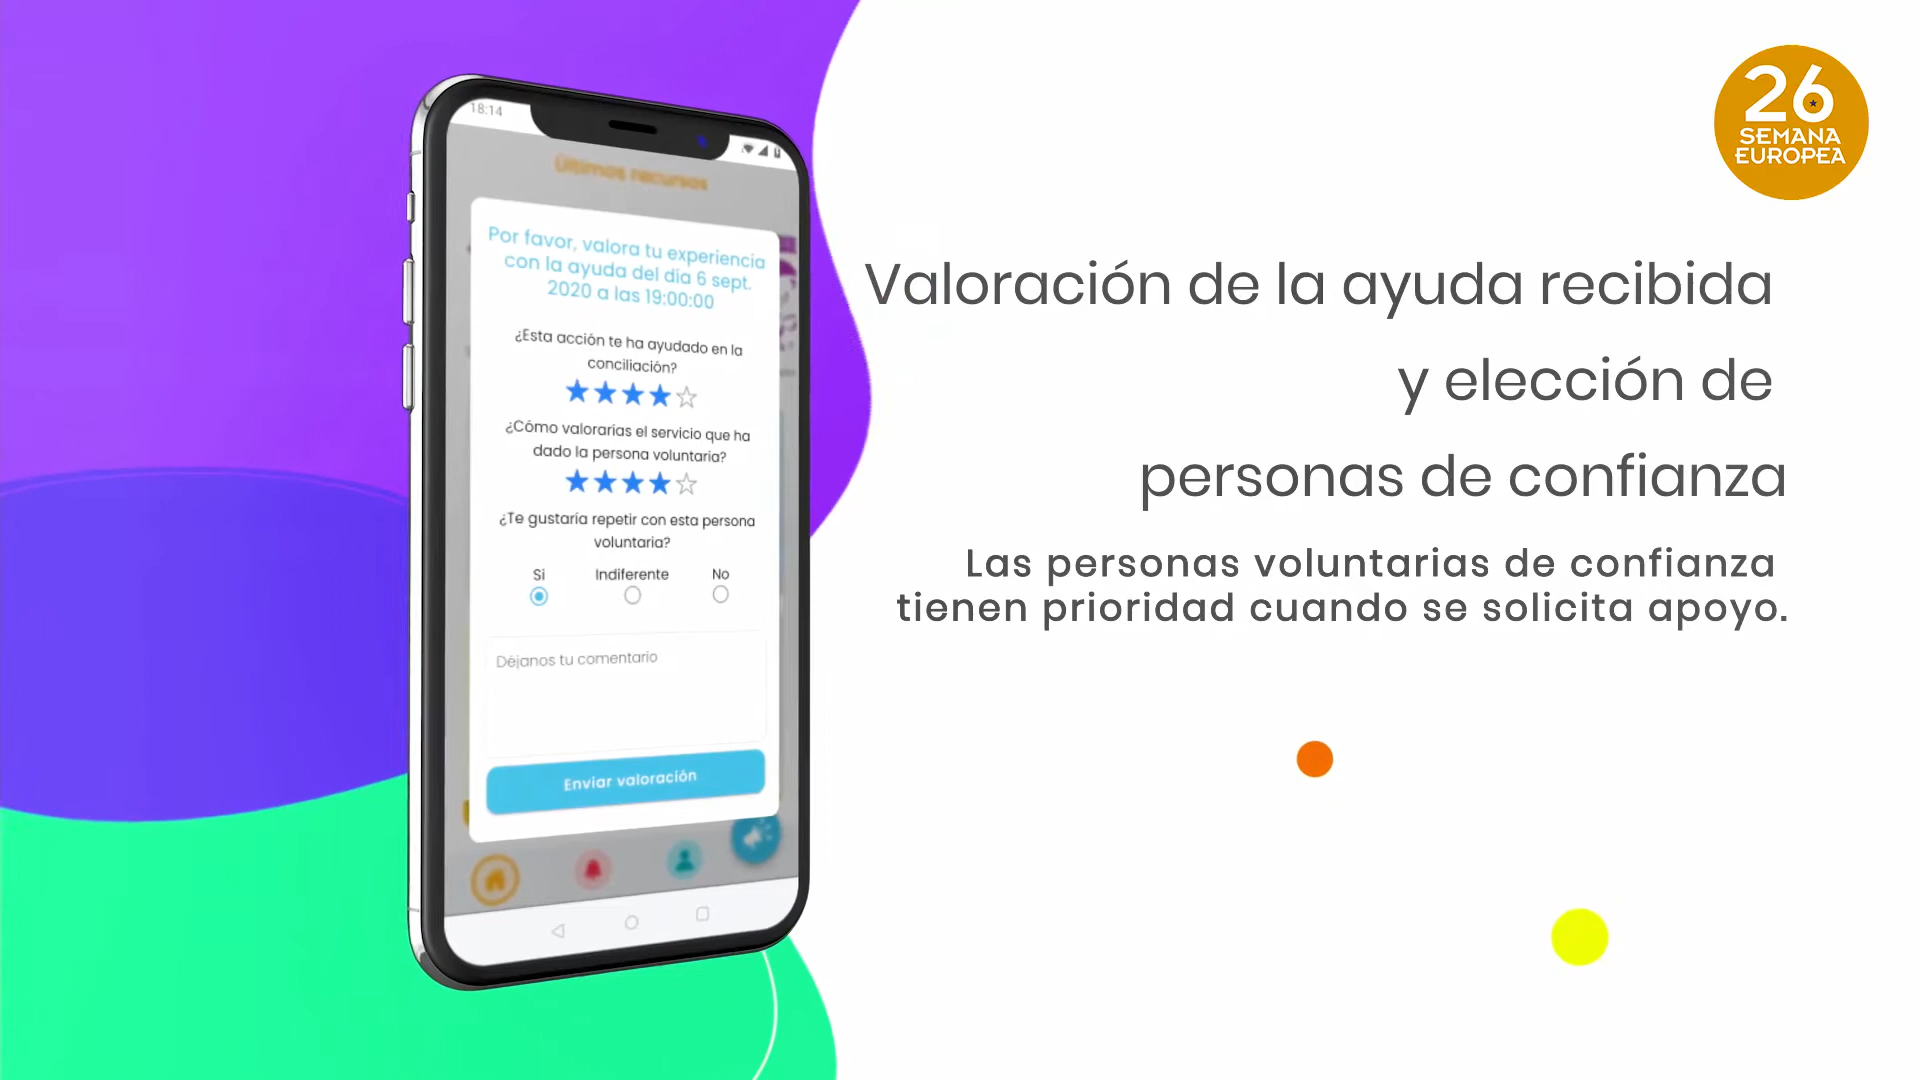 18:14
Últimos recursos
Por favor, valora tu experiencia
con la ayuda del día 6 sept.
2020 a las 19:00:00
¿Esta acción te ha ayudado en la
conciliación?
¿Cómo valorarías el servicio que ha
dado la persona voluntaria?
¿Te gustaría repetir con esta persona
voluntaria?
Si Indiferente No
Déjanos tu comentario
Enviar valoración
26
SEMANA
EUROPEA
Valoración de la ayuda recibida
y elección de
personas de confianza
Las personas voluntarias de confianza
tienen prioridad cuando se solicita apoyo.